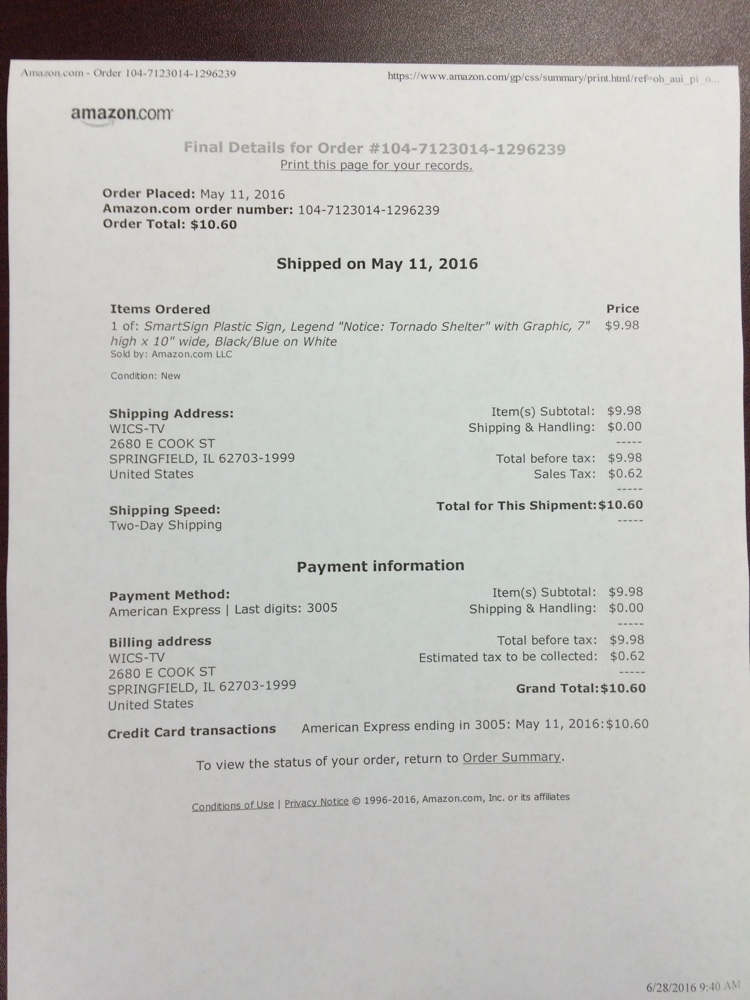 Amazon.com - Order 104-7123014-1296239 https://www.amazon.com/gp/css/summary/print.html/ref=oh_aui_pi_o...
amazon.com
Final Details for Order #104-7123014-1296239
Print this page for your records.
Order Placed: May 11, 2016
Amazon.com order number: 104-7123014-1296239
Order Total: $10.60
Shipped on May 11, 2016
Items Ordered Price
1 of: SmartSign Plastic Sign, Legend "Notice: Tornado Shelter" with Graphic, 7" $9.98
high x 10" wide, Black/Blue on White
Sold by: Amazon.com LLC
Condition: New
Shipping Address:
WICS-TV
2680 E COOK ST
SPRINGFIELD, IL 62703-1999
United States
Item(s) Subtotal: $9.98
Shipping & Handling: $0.00
-----
Total before tax: $9.98
Sales Tax: $0.62
-----
Shipping Speed:
Two-Day Shipping
Total for This Shipment: $10.60
-----
Payment information
Payment Method:
American Express | Last digits: 3005
Billing address
WICS-TV
2680 E COOK ST
SPRINGFIELD, IL 62703-1999
United States
Item(s) Subtotal: $9.98
Shipping & Handling: $0.00
-----
Total before tax: $9.98
Estimated tax to be collected: $0.62
-----
Grand Total: $10.60
Credit Card transactions American Express ending in 3005: May 11, 2016: $10.60
To view the status of your order, return to Order Summary.
Conditions of Use | Privacy Notice © 1996-2016, Amazon.com, Inc. or its affiliates
6/28/2016 9:40 AM